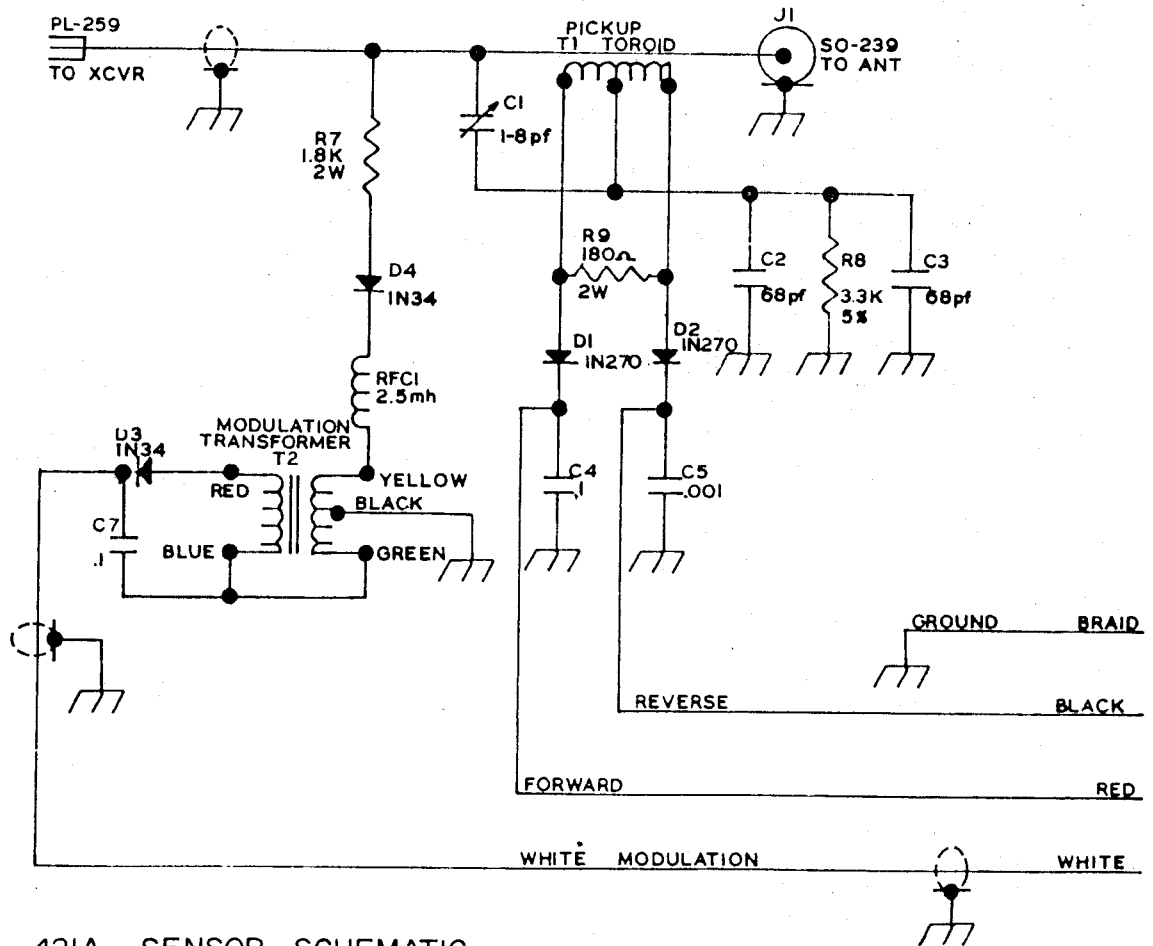 PL-259
TO XCVR
PICKUP
T1 TOROID
J1
SO-239
TO ANT
C1
1-8pf
R7
1.8K
2W
R9
180Ω
2W
C2
68pf
R8
3.3K
5%
C3
68pf
D4
1N34
D1
1N270
D2
1N270
RFC1
2.5mh
MODULATION
TRANSFORMER
T2
D3
1N34
RED
YELLOW
BLACK
C4
.1
C5
.001
C7
.1
BLUE
GREEN
GROUND BRAID
REVERSE BLACK
FORWARD RED
WHITE MODULATION WHITE
SENSOR SCHEMATIC